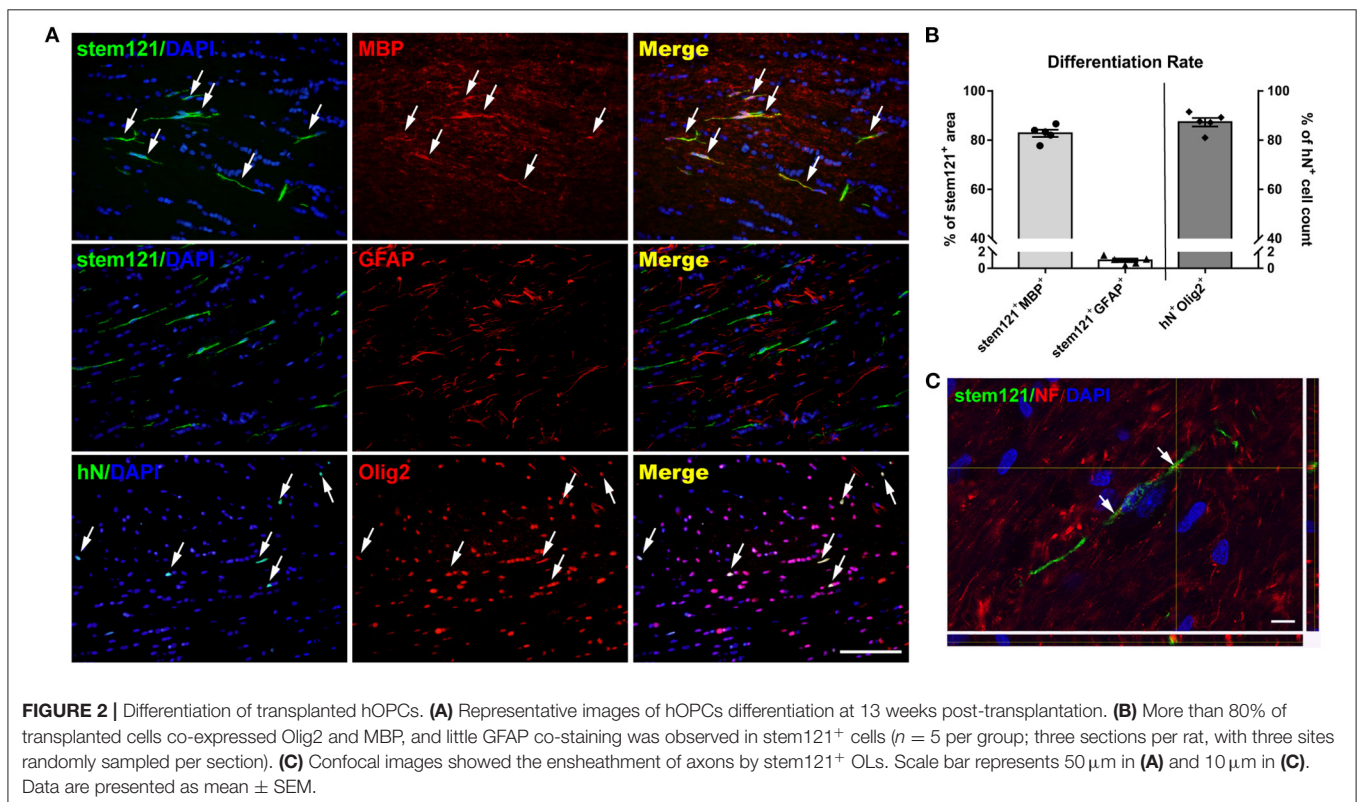 A
stem121/DAPI
MBP
Merge
stem121/DAPI
GFAP
Merge
hN/DAPI
Olig2
Merge
B
Differentiation Rate
% of stem121⁺ area
100
80
60
40
2
0
100
80
60
40
2
0
% of hN⁺ cell count
stem121⁺MBP⁺
stem121⁺GFAP⁺
hN⁺Olig2⁺
C
stem121/NF/DAPI
FIGURE 2 | Differentiation of transplanted hOPCs. (A) Representative images of hOPCs differentiation at 13 weeks post-transplantation. (B) More than 80% of
transplanted cells co-expressed Olig2 and MBP, and little GFAP co-staining was observed in stem121⁺ cells (n = 5 per group; three sections per rat, with three sites
randomly sampled per section). (C) Confocal images showed the ensheathment of axons by stem121⁺ OLs. Scale bar represents 50 μm in (A) and 10 μm in (C).
Data are presented as mean ± SEM.